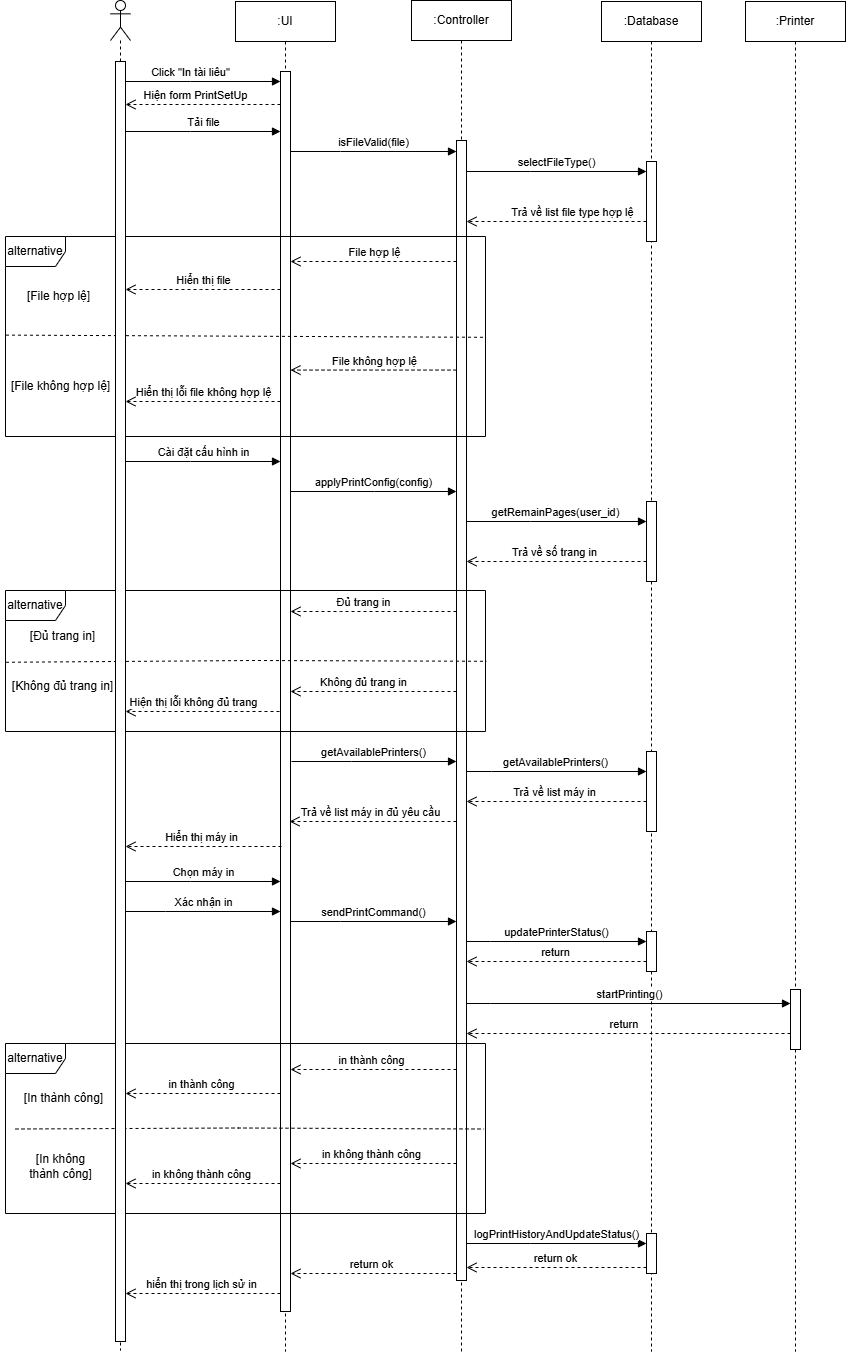 :UI
:Controller
:Database
:Printer
Click "In tài liêu"
Hiện form PrintSetUp
Tải file
isFileValid(file)
selectFileType()
Trả về list file type hợp lệ
alternative
File hợp lệ
Hiển thị file
[File hợp lệ]
File không hợp lệ
[File không hợp lệ]
Hiển thị lỗi file không hợp lệ
Cài đặt cấu hình in
applyPrintConfig(config)
getRemainPages(user_id)
Trả về số trang in
alternative
Đủ trang in
[Đủ trang in]
Không đủ trang in
[Không đủ trang in]
Hiện thị lỗi không đủ trang
getAvailablePrinters()
getAvailablePrinters()
Trả về list máy in
Trả về list máy in đủ yêu cầu
Hiển thị máy in
Chọn máy in
Xác nhận in
sendPrintCommand()
updatePrinterStatus()
return
startPrinting()
return
alternative
in thành công
in thành công
[In thành công]
in không thành công
[In không
thành công]
in không thành công
logPrintHistoryAndUpdateStatus()
return ok
return ok
hiển thị trong lịch sử in